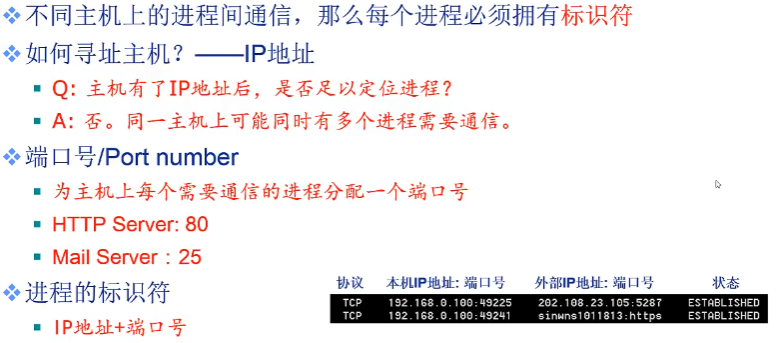 不同主机上的进程间通信，那么每个进程必须拥有标识符
如何寻址主机？——IP地址
Q: 主机有了IP地址后，是否足以定位进程？
A: 否。同一主机上可能同时有多个进程需要通信。
端口号/Port number
为主机上每个需要通信的进程分配一个端口号
HTTP Server: 80
Mail Server：25
进程的标识符
IP地址+端口号
协议 本机IP地址: 端口号 外部IP地址: 端口号 状态
TCP 192.168.0.100:49225 202.108.23.105:5287 ESTABLISHED
TCP 192.168.0.100:49241 sinwns1011813:https ESTABLISHED